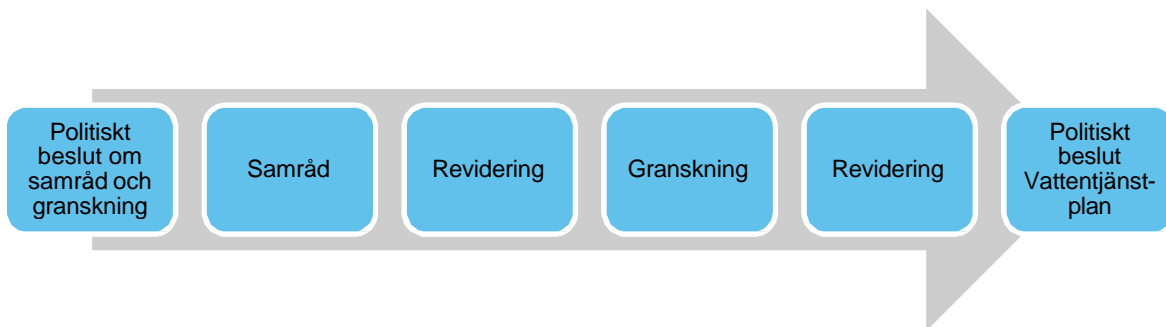 Politiskt
beslut om
samråd och
granskning
Samråd
Revidering
Granskning
Revidering
Politiskt
beslut
Vattentjänst-
plan